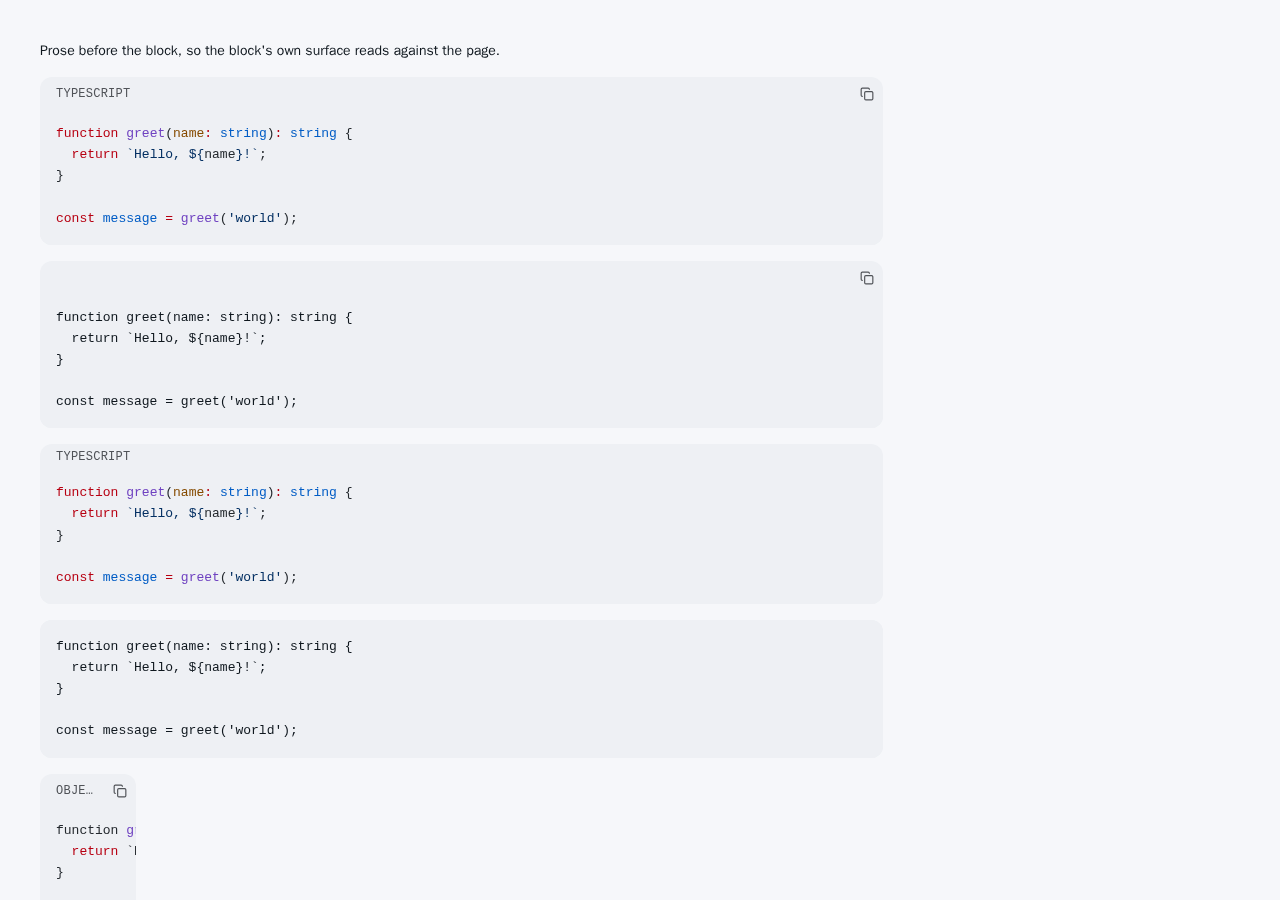 Prose before the block, so the block's own surface reads against the page.
TYPESCRIPT
function greet(name: string): string {
  return `Hello, ${name}!`;
}
const message = greet('world');
function greet(name: string): string {
  return `Hello, ${name}!`;
}
const message = greet('world');
TYPESCRIPT
function greet(name: string): string {
  return `Hello, ${name}!`;
}
const message = greet('world');
function greet(name: string): string {
  return `Hello, ${name}!`;
}
const message = greet('world');
OBJE…
function g
  return `
}